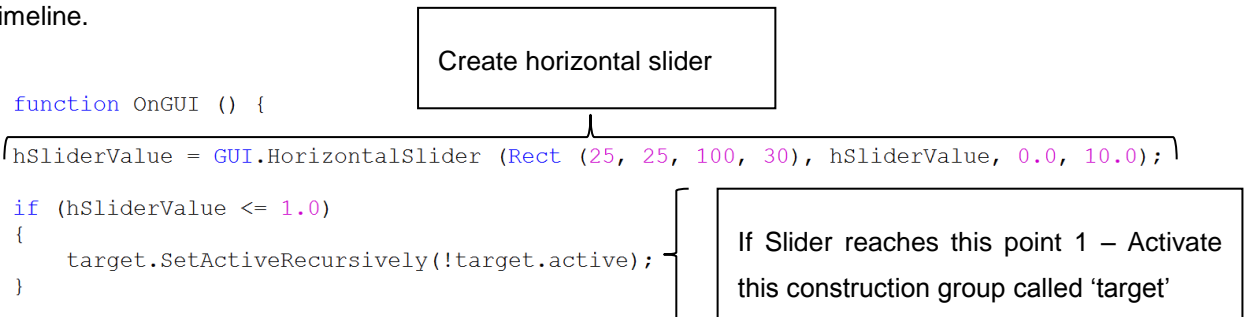 imeline.
Create horizontal slider
function OnGUI () {
hSliderValue = GUI.HorizontalSlider (Rect (25, 25, 100, 30), hSliderValue, 0.0, 10.0);
if (hSliderValue <= 1.0)
{
target.SetActiveRecursively(!target.active);
}
If Slider reaches this point 1 – Activate
this construction group called ‘target’